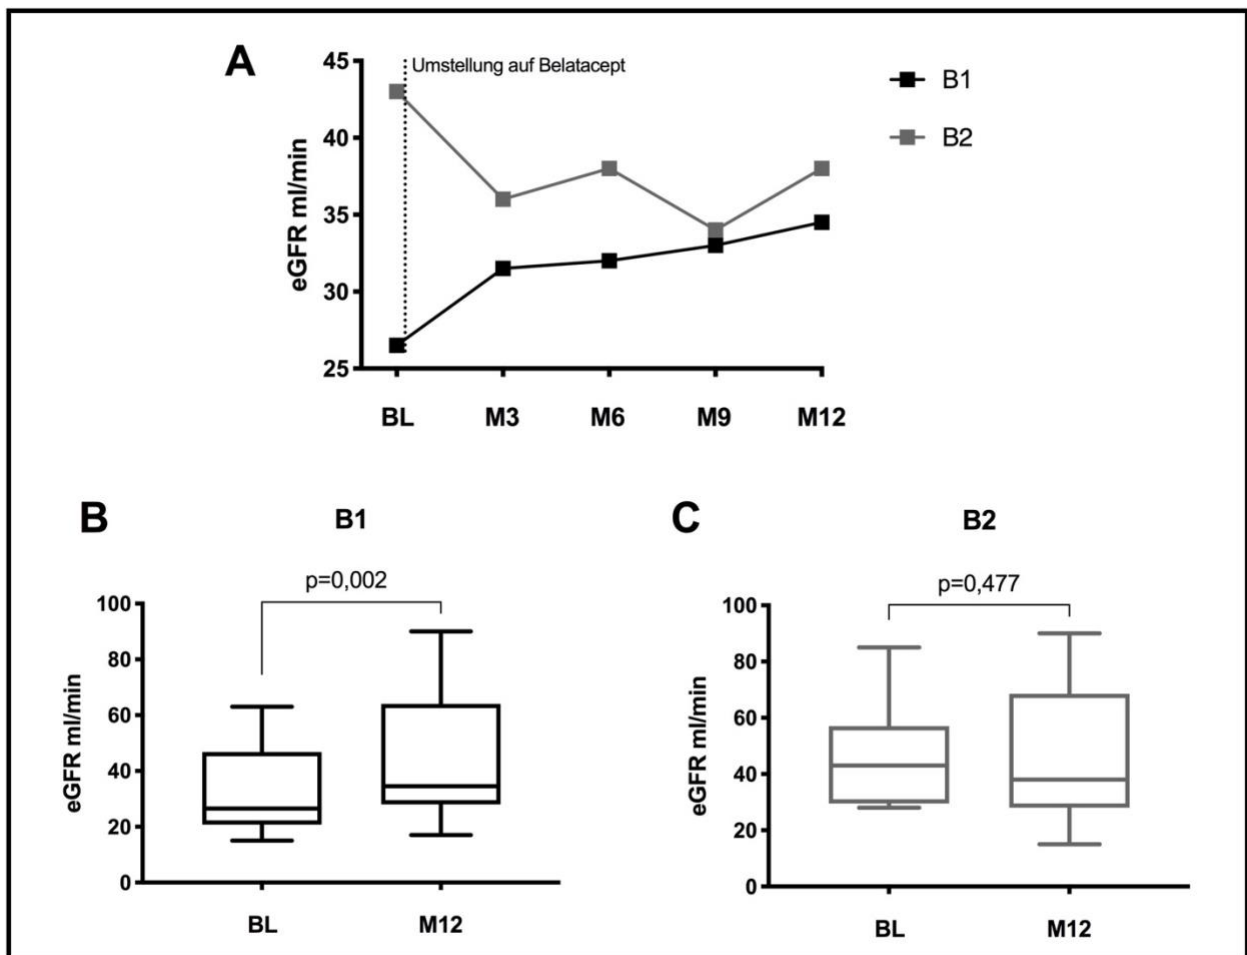 A
Umstellung auf Belatacept
B1
B2
eGFR ml/min
45
40
35
30
25
BL M3 M6 M9 M12
B
B1
p=0,002
eGFR ml/min
100
80
60
40
20
0
BL M12
C
B2
p=0,477
eGFR ml/min
100
80
60
40
20
0
BL M12